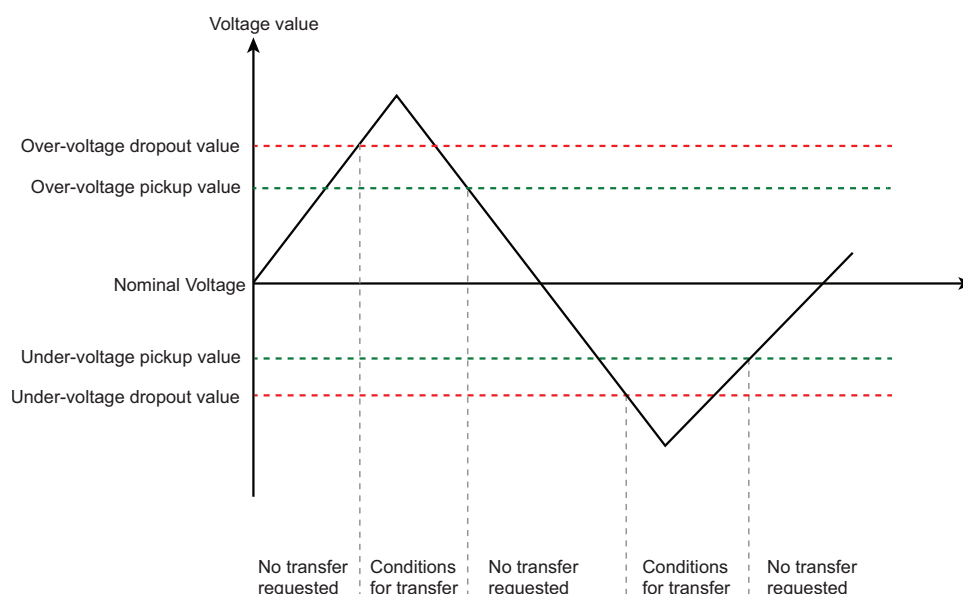 Voltage value
Over-voltage dropout value
Over-voltage pickup value
Nominal Voltage
Under-voltage pickup value
Under-voltage dropout value
No transfer
requested
Conditions
for transfer
No transfer
requested
Conditions
for transfer
No transfer
requested